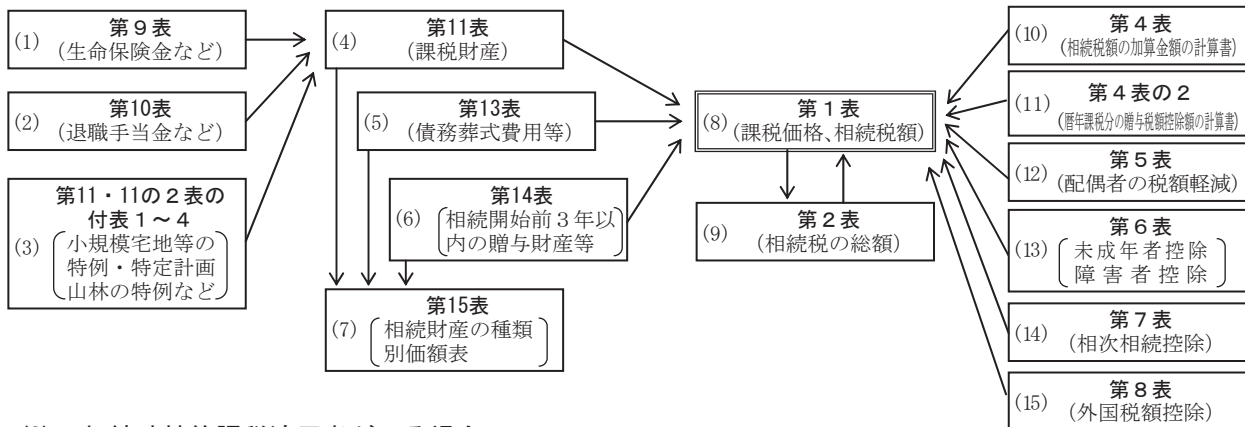 (1) 第９表
(生命保険金など)
(2) 第10表
(退職手当金など)
(3) 第11・11の２表の
付表１～４
小規模宅地等の
特例・特定計画
山林の特例など
(4) 第11表
(課税財産)
(5) 第13表
(債務葬式費用等)
(6) 第14表
相続開始前３年以
内の贈与財産等
(7) 第15表
相続財産の種類
別価額表
(8) 第１表
(課税価格、相続税額)
(9) 第２表
(相続税の総額)
(10) 第４表
(相続税額の加算金額の計算書)
(11) 第４表の２
(暦年課税分の贈与税額控除額の計算書)
(12) 第５表
(配偶者の税額軽減)
(13) 第６表
未成年者控除
障害者控除
(14) 第７表
(相次相続控除)
(15) 第８表
(外国税額控除)